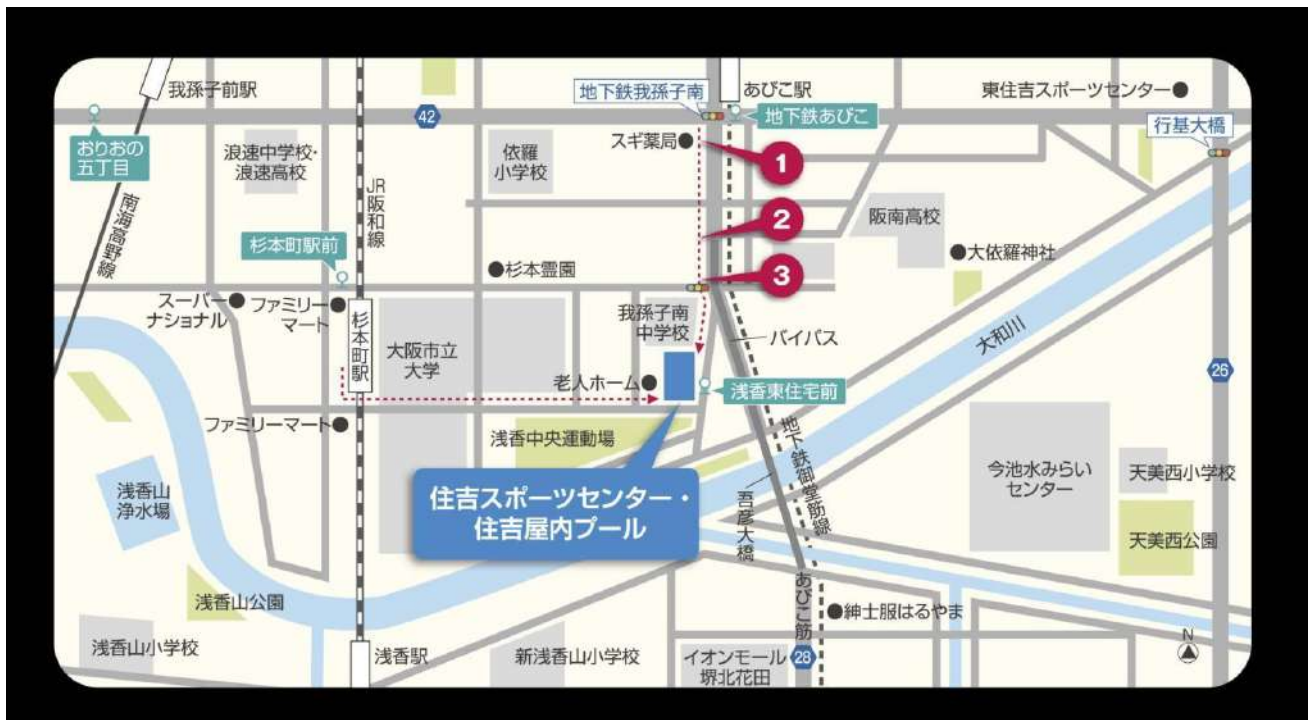 我孫子前駅
地下鉄我孫子南
あびこ駅
東住吉スポーツセンター
42
地下鉄あびこ
行基大橋
おりおの
五丁目
浪速中学校・
浪速高校
依羅
小学校
スギ薬局
1
JR阪和線
南海高野線
阪南高校
2
杉本町駅前
杉本霊園
大依羅神社
3
スーパー
ナショナル
ファミリー
マート
杉本町駅
大阪市立
大学
我孫子南
中学校
バイパス
大和川
26
老人ホーム
浅香東住宅前
ファミリーマート
浅香中央運動場
地下鉄御堂筋線
今池水みらい
センター
天美西小学校
浅香山
浄水場
住吉スポーツセンター・
住吉屋内プール
吾彦大橋
天美西公園
浅香山公園
あびこ筋
紳士服はるやま
浅香山小学校
浅香駅
新浅香山小学校
イオンモール
堺北花田
28
N